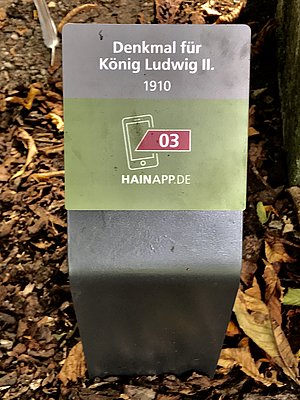 Denkmal für
König Ludwig II.
1910
03
HAINAPP.DE